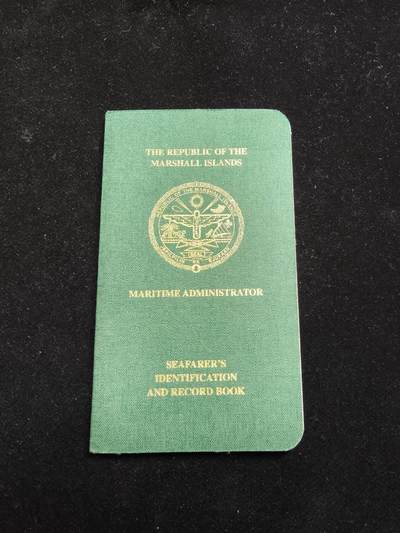 THE REPUBLIC OF THE
MARSHALL ISLANDS
MARITIME ADMINISTRATOR
SEAFARER'S
IDENTIFICATION
AND RECORD BOOK